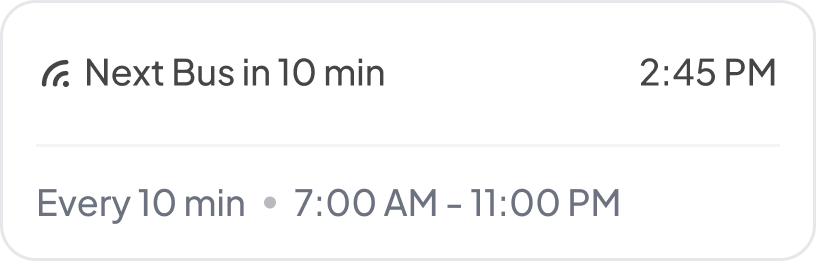 Next Bus in 10 min 2:45 PM
Every 10 min • 7:00 AM - 11:00 PM